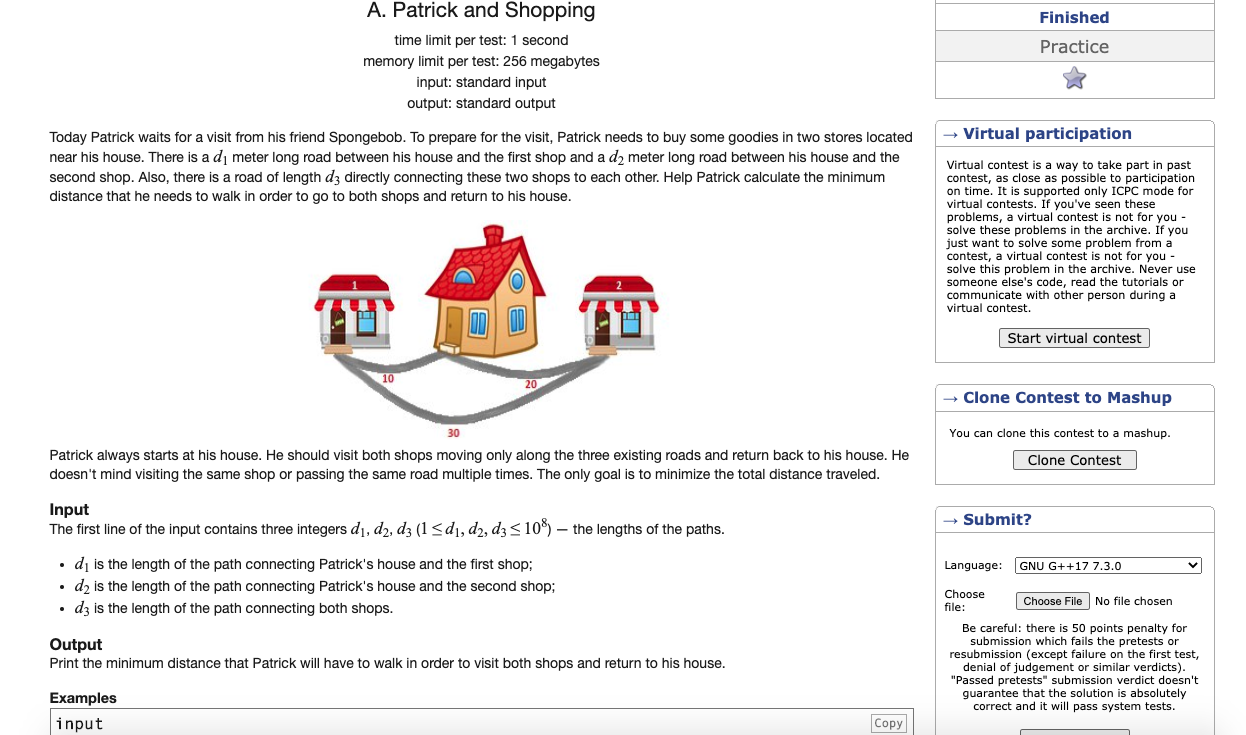 A. Patrick and Shopping
time limit per test: 1 second
memory limit per test: 256 megabytes
input: standard input
output: standard output
Today Patrick waits for a visit from his friend Spongebob. To prepare for the visit, Patrick needs to buy some goodies in two stores located
near his house. There is a d₁ meter long road between his house and the first shop and a d₂ meter long road between his house and the
second shop. Also, there is a road of length d₃ directly connecting these two shops to each other. Help Patrick calculate the minimum
distance that he needs to walk in order to go to both shops and return to his house.
1
2
10
20
30
Patrick always starts at his house. He should visit both shops moving only along the three existing roads and return back to his house. He
doesn't mind visiting the same shop or passing the same road multiple times. The only goal is to minimize the total distance traveled.
Input
The first line of the input contains three integers d₁, d₂, d₃ (1 ≤ d₁, d₂, d₃ ≤ 10⁸) — the lengths of the paths.
• d₁ is the length of the path connecting Patrick's house and the first shop;
• d₂ is the length of the path connecting Patrick's house and the second shop;
• d₃ is the length of the path connecting both shops.
Output
Print the minimum distance that Patrick will have to walk in order to visit both shops and return to his house.
Examples
input
Copy
Finished
Practice
→ Virtual participation
Virtual contest is a way to take part in past
contest, as close as possible to participation
on time. It is supported only ICPC mode for
virtual contests. If you've seen these
problems, a virtual contest is not for you -
solve these problems in the archive. If you
just want to solve some problem from a
contest, a virtual contest is not for you -
solve this problem in the archive. Never use
someone else's code, read the tutorials or
communicate with other person during a
virtual contest.
Start virtual contest
→ Clone Contest to Mashup
You can clone this contest to a mashup.
Clone Contest
→ Submit?
Language: GNU G++17 7.3.0
Choose
file: Choose File No file chosen
Be careful: there is 50 points penalty for
submission which fails the pretests or
resubmission (except failure on the first test,
denial of judgement or similar verdicts).
"Passed pretests" submission verdict doesn't
guarantee that the solution is absolutely
correct and it will pass system tests.